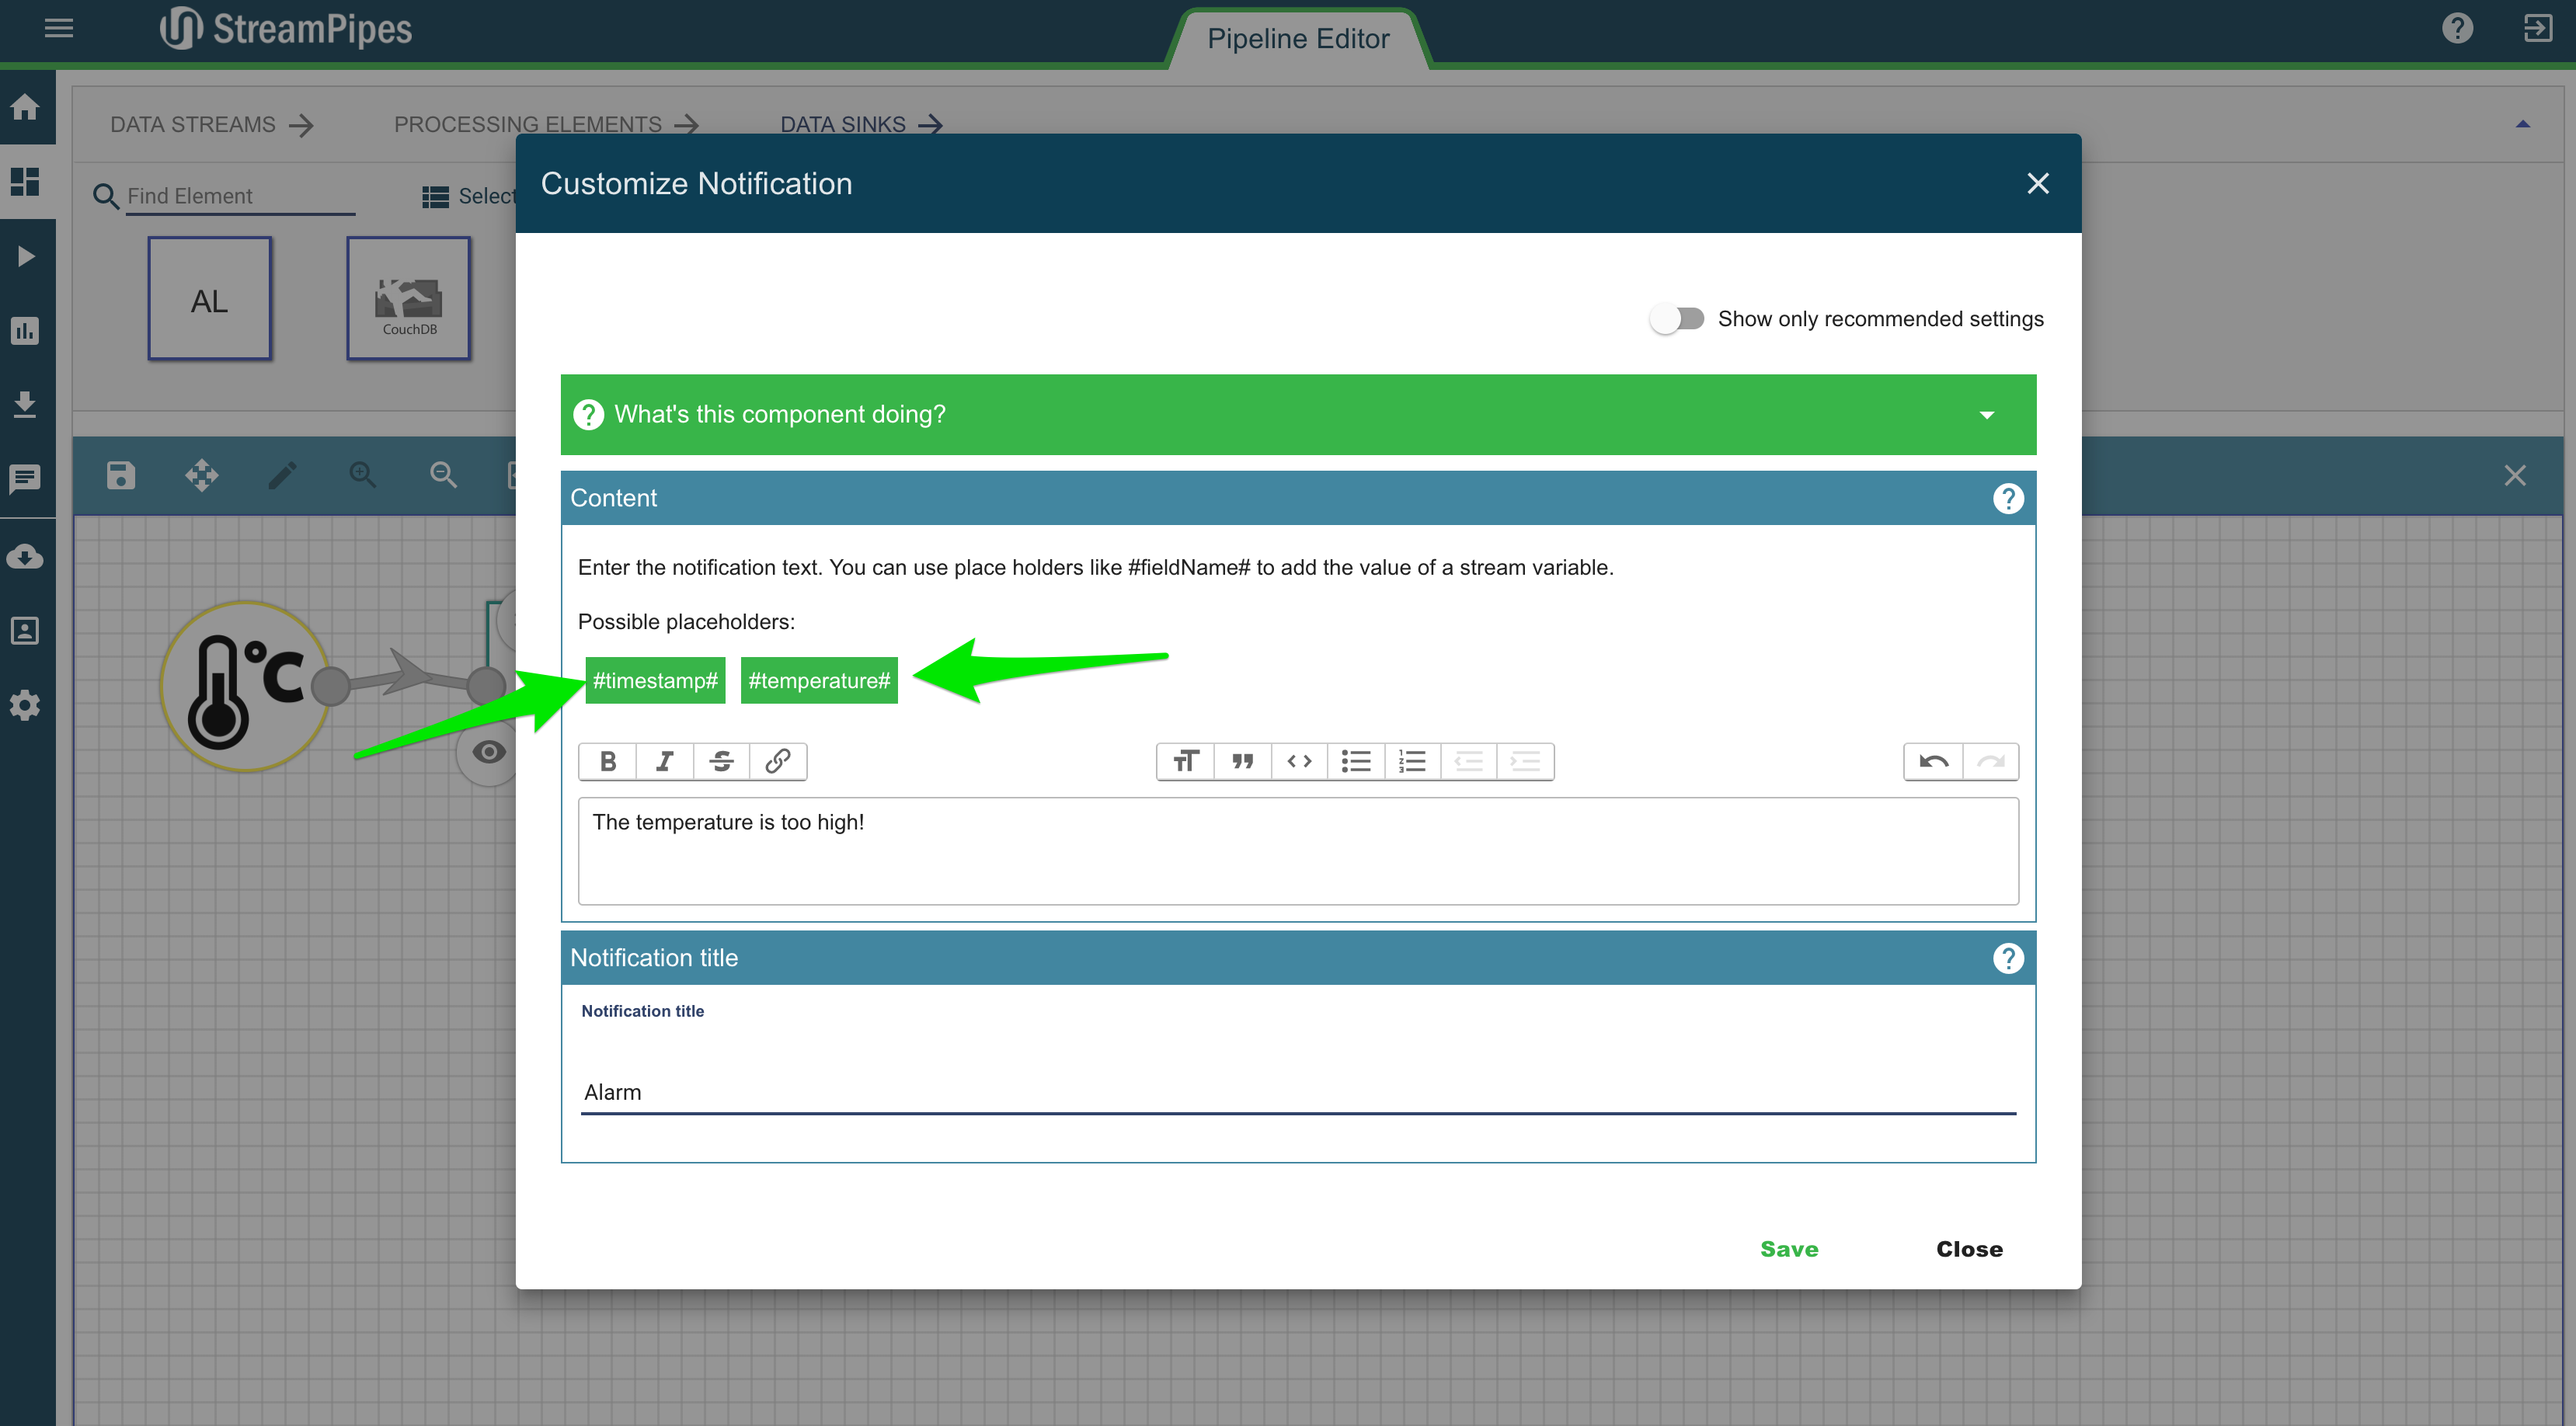 StreamPipes
Pipeline Editor
DATA STREAMS
PROCESSING ELEMENTS
DATA SINKS
Find Element
Select
AL
CouchDB
Customize Notification
Show only recommended settings
What's this component doing?
Content
Enter the notification text. You can use place holders like #fieldName# to add the value of a stream variable.
Possible placeholders:
#timestamp# #temperature#
°C
The temperature is too high!
Notification title
Notification title
Alarm
Save Close